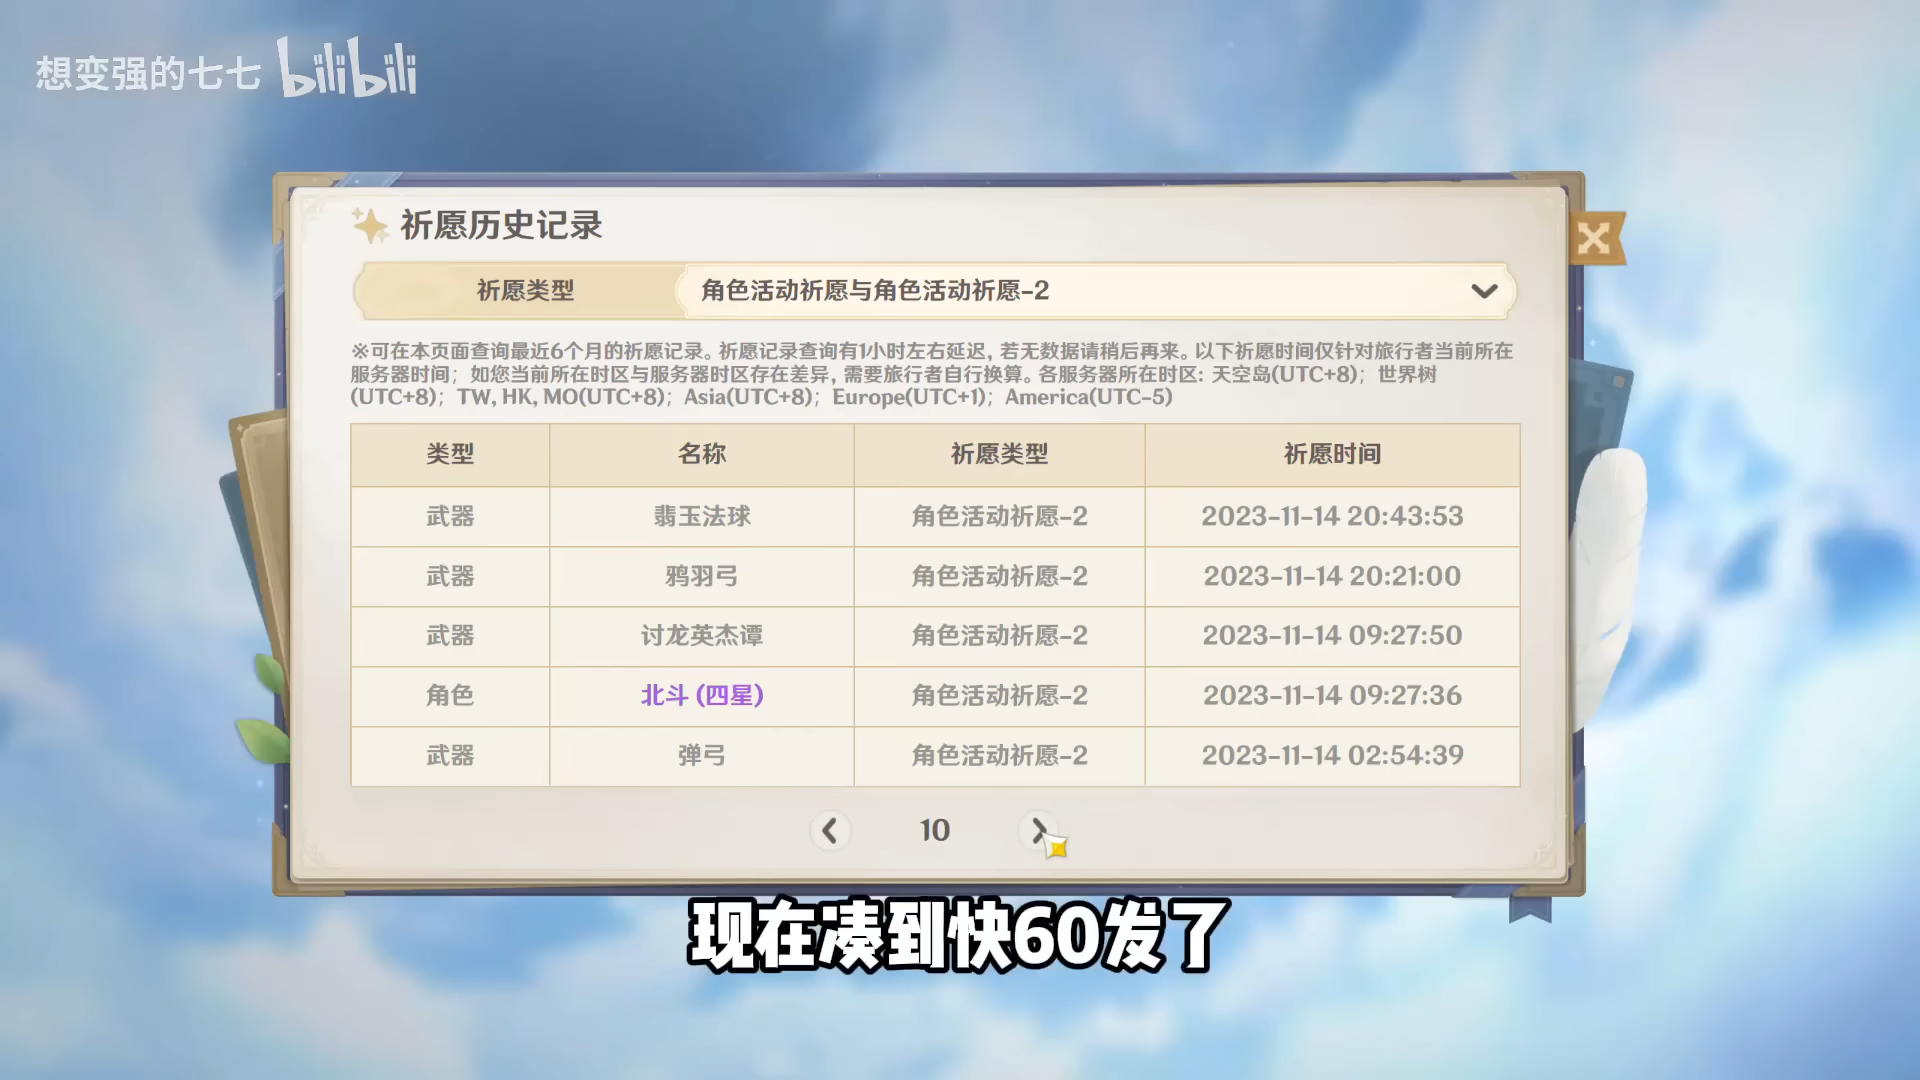 想变强的七七 bilibili
祈愿历史记录
祈愿类型 角色活动祈愿与角色活动祈愿-2
※可在本页面查询最近6个月的祈愿记录。祈愿记录查询有1小时左右延迟，若无数据请稍后再来。以下祈愿时间仅针对旅行者当前所在
服务器时间；如您当前所在时区与服务器时区存在差异，需要旅行者自行换算。各服务器所在时区：天空岛(UTC+8)；世界树
(UTC+8)；TW, HK, MO(UTC+8)；Asia(UTC+8)；Europe(UTC+1)；America(UTC-5)
类型 名称 祈愿类型 祈愿时间
武器 翡玉法球 角色活动祈愿-2 2023-11-14 20:43:53
武器 鸦羽弓 角色活动祈愿-2 2023-11-14 20:21:00
武器 讨龙英杰谭 角色活动祈愿-2 2023-11-14 09:27:50
角色 北斗(四星) 角色活动祈愿-2 2023-11-14 09:27:36
武器 弹弓 角色活动祈愿-2 2023-11-14 02:54:39
10
现在凑到快60发了